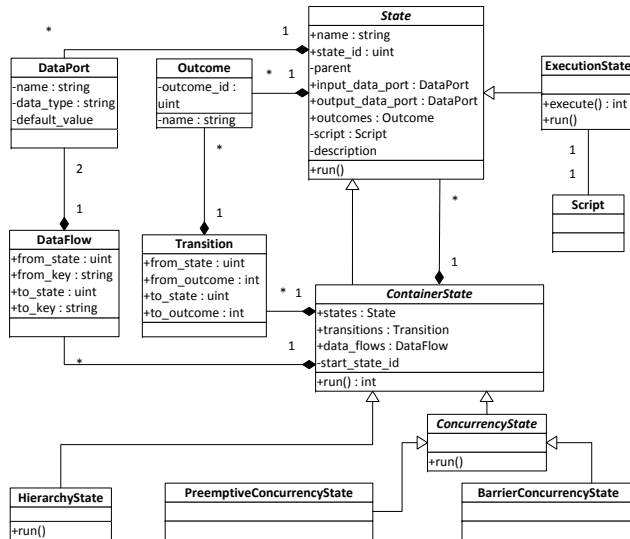 State
+name : string
+state_id : uint
-parent
+input_data_port : DataPort
+output_data_port : DataPort
+outcomes : Outcome
-script : Script
-description
+run()
*
1
DataPort
-name : string
-data_type : string
-default_value
Outcome
-outcome_id :
uint
-name : string
*
1
ExecutionState
+execute() : int
+run()
1
1
Script
2
1
*
1
*
1
DataFlow
+from_state : uint
+from_key : string
+to_state : uint
+to_key : string
Transition
+from_state : uint
+from_outcome : int
+to_state : uint
+to_outcome : int
*
1
1
*
ContainerState
+states : State
+transitions : Transition
+data_flows : DataFlow
-start_state_id
+run() : int
ConcurrencyState
+run()
HierarchyState
+run()
PreemptiveConcurrencyState
BarrierConcurrencyState